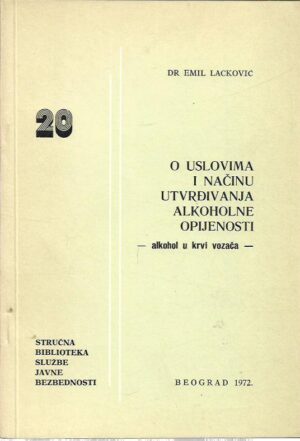 DR EMIL LACKOVIĆ
20
O USLOVIMA
I NAČINU
UTVRĐIVANJA
ALKOHOLNE
OPIJENOSTI
— alkohol u krvi vozača —
STRUČNA
BIBLIOTEKA
SLUŽBE
JAVNE
BEZBEDNOSTI
BEOGRAD 1972.